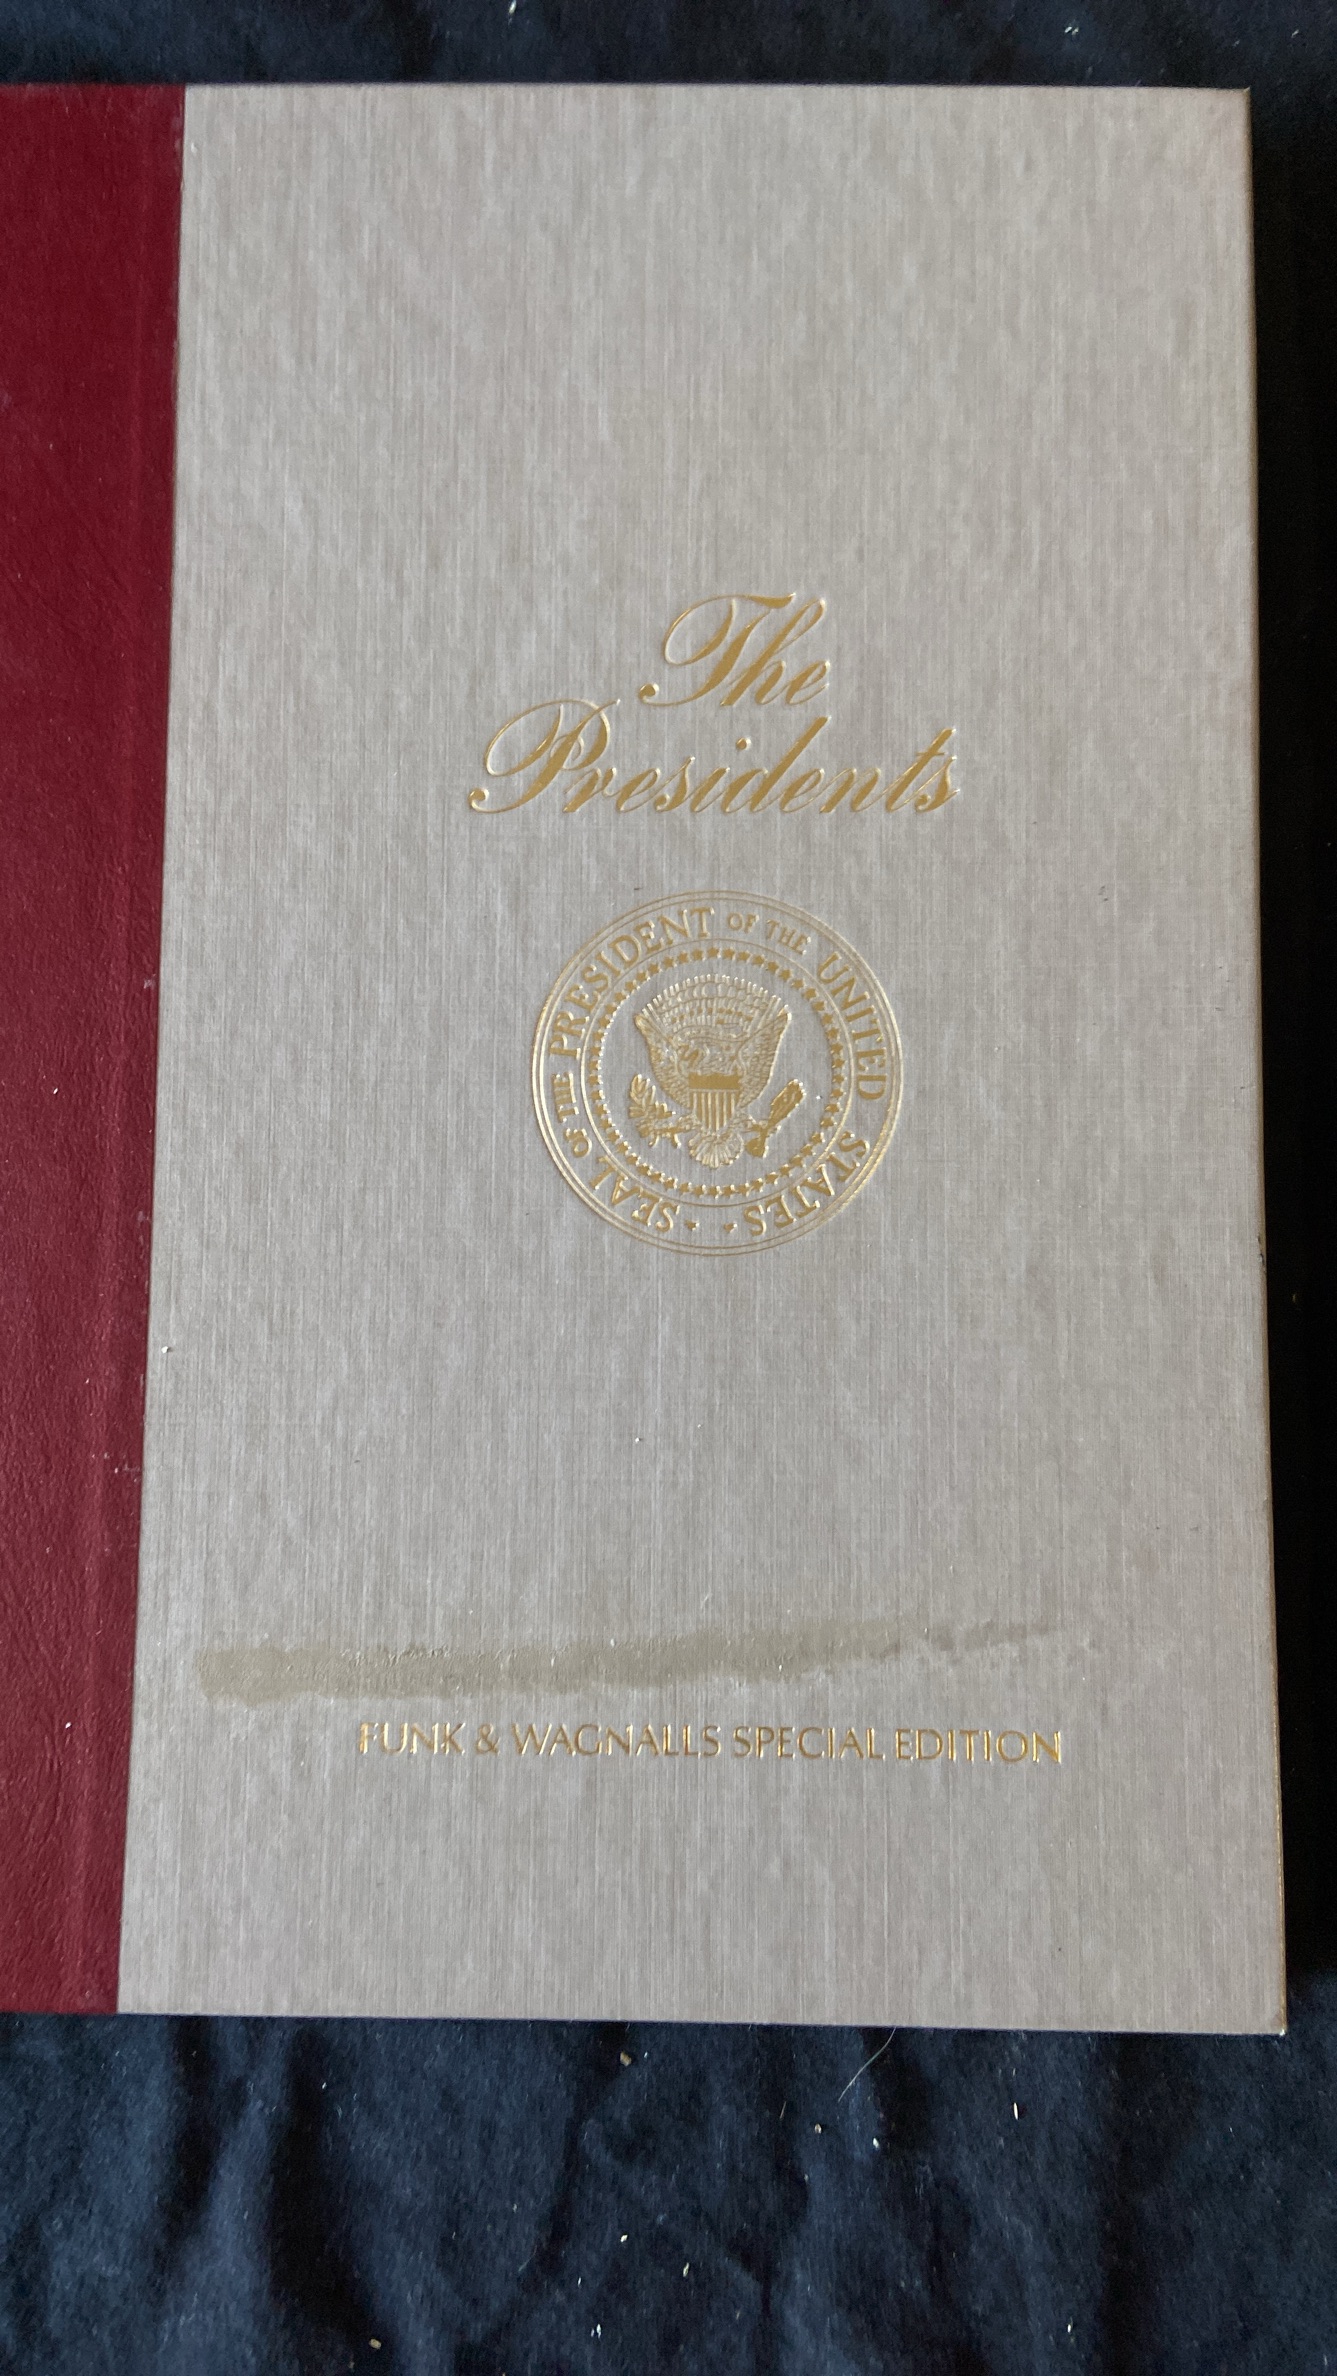 The
Presidents
SEAL OF THE PRESIDENT OF THE UNITED STATES
FUNK & WAGNALLS SPECIAL EDITION